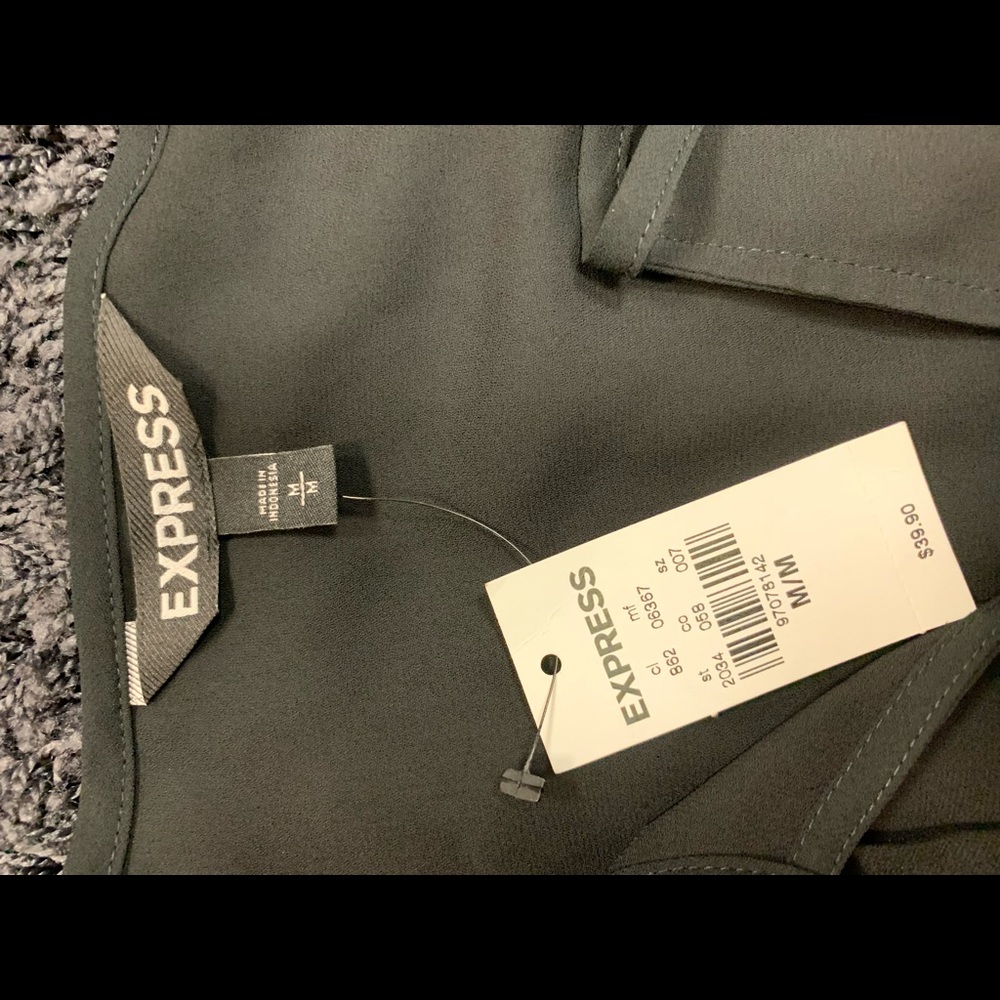 EXPRESS
MADE IN
INDONESIA
M
M
EXPRESS
cl mf sz
862 06367 007
st co
2034 058
97078142
M/M
$39.90